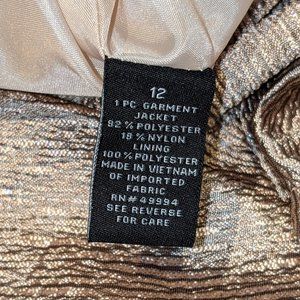 12
1 PC GARMENT
JACKET
82% POLYESTER
18% NYLON
LINING
100% POLYESTER
MADE IN VIETNAM
OF IMPORTED
FABRIC
RN# 49994
SEE REVERSE
FOR CARE